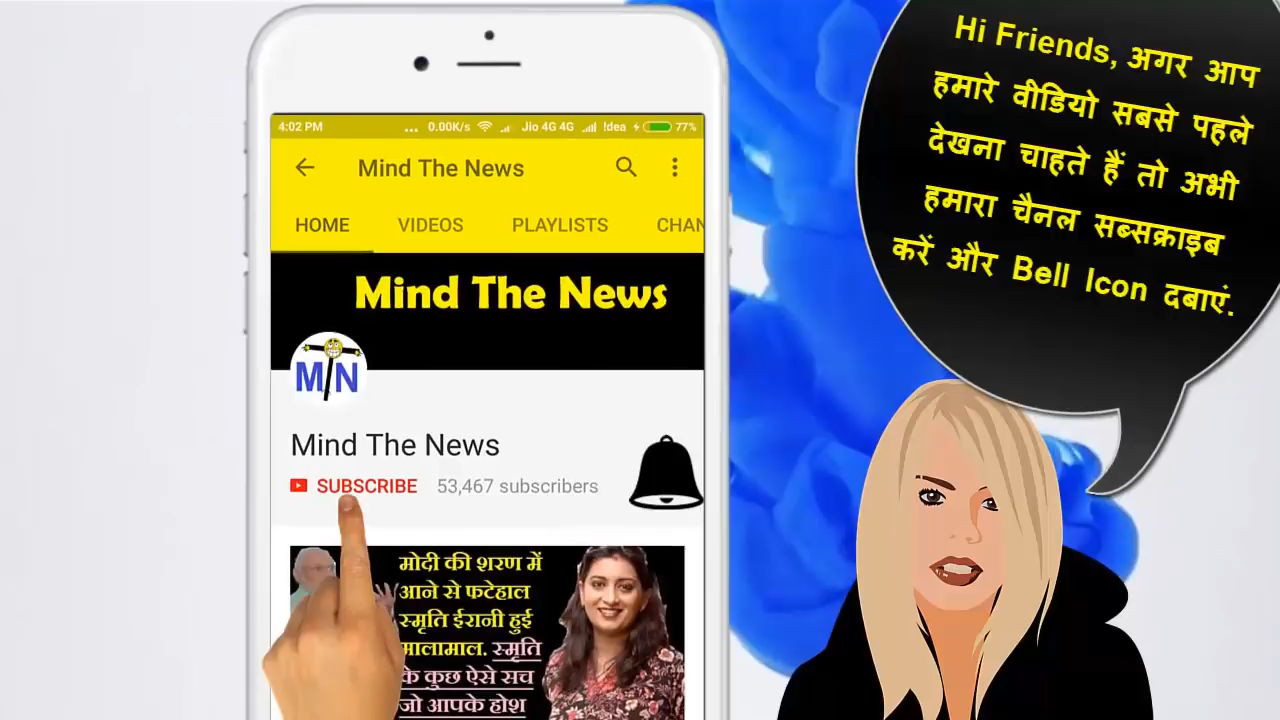 Hi Friends, अगर आप
हमारे वीडियो सबसे पहले
देखना चाहते हैं तो अभी
हमारा चैनल सब्सक्राइब
करें और Bell Icon दबाएं.
4:02 PM ... 0.00K/s Jio 4G 4G !dea 77%
Mind The News
HOME VIDEOS PLAYLISTS CHAN
Mind The News
M N
Mind The News
SUBSCRIBE 53,467 subscribers
मोदी की शरण में
आने से फटेहाल
स्मृति ईरानी हुई
मालामाल. स्मृति
के कुछ ऐसे सच
जो आपके होश